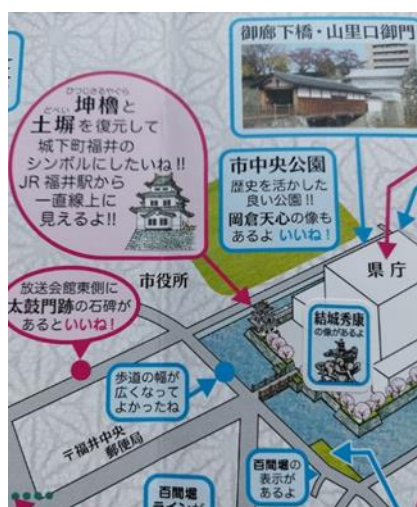 御廊下橋・山里口御門
ひつじさるやぐら
坤櫓と
どべい
土塀を復元して
城下町福井の
シンボルにしたいね!!
JR福井駅から
一直線上に
見えるよ!!
市中央公園
歴史を活かした
良い公園!!
岡倉天心の像も
あるよ いいね!
県庁
市役所
放送会館東側に
太鼓門跡の石碑が
あるといいね!
結城秀康
の像があるよ
歩道の幅が
広くなって
よかったね
〒福井中央
郵便局
百間堀の
表示が
あるよ
百間堀